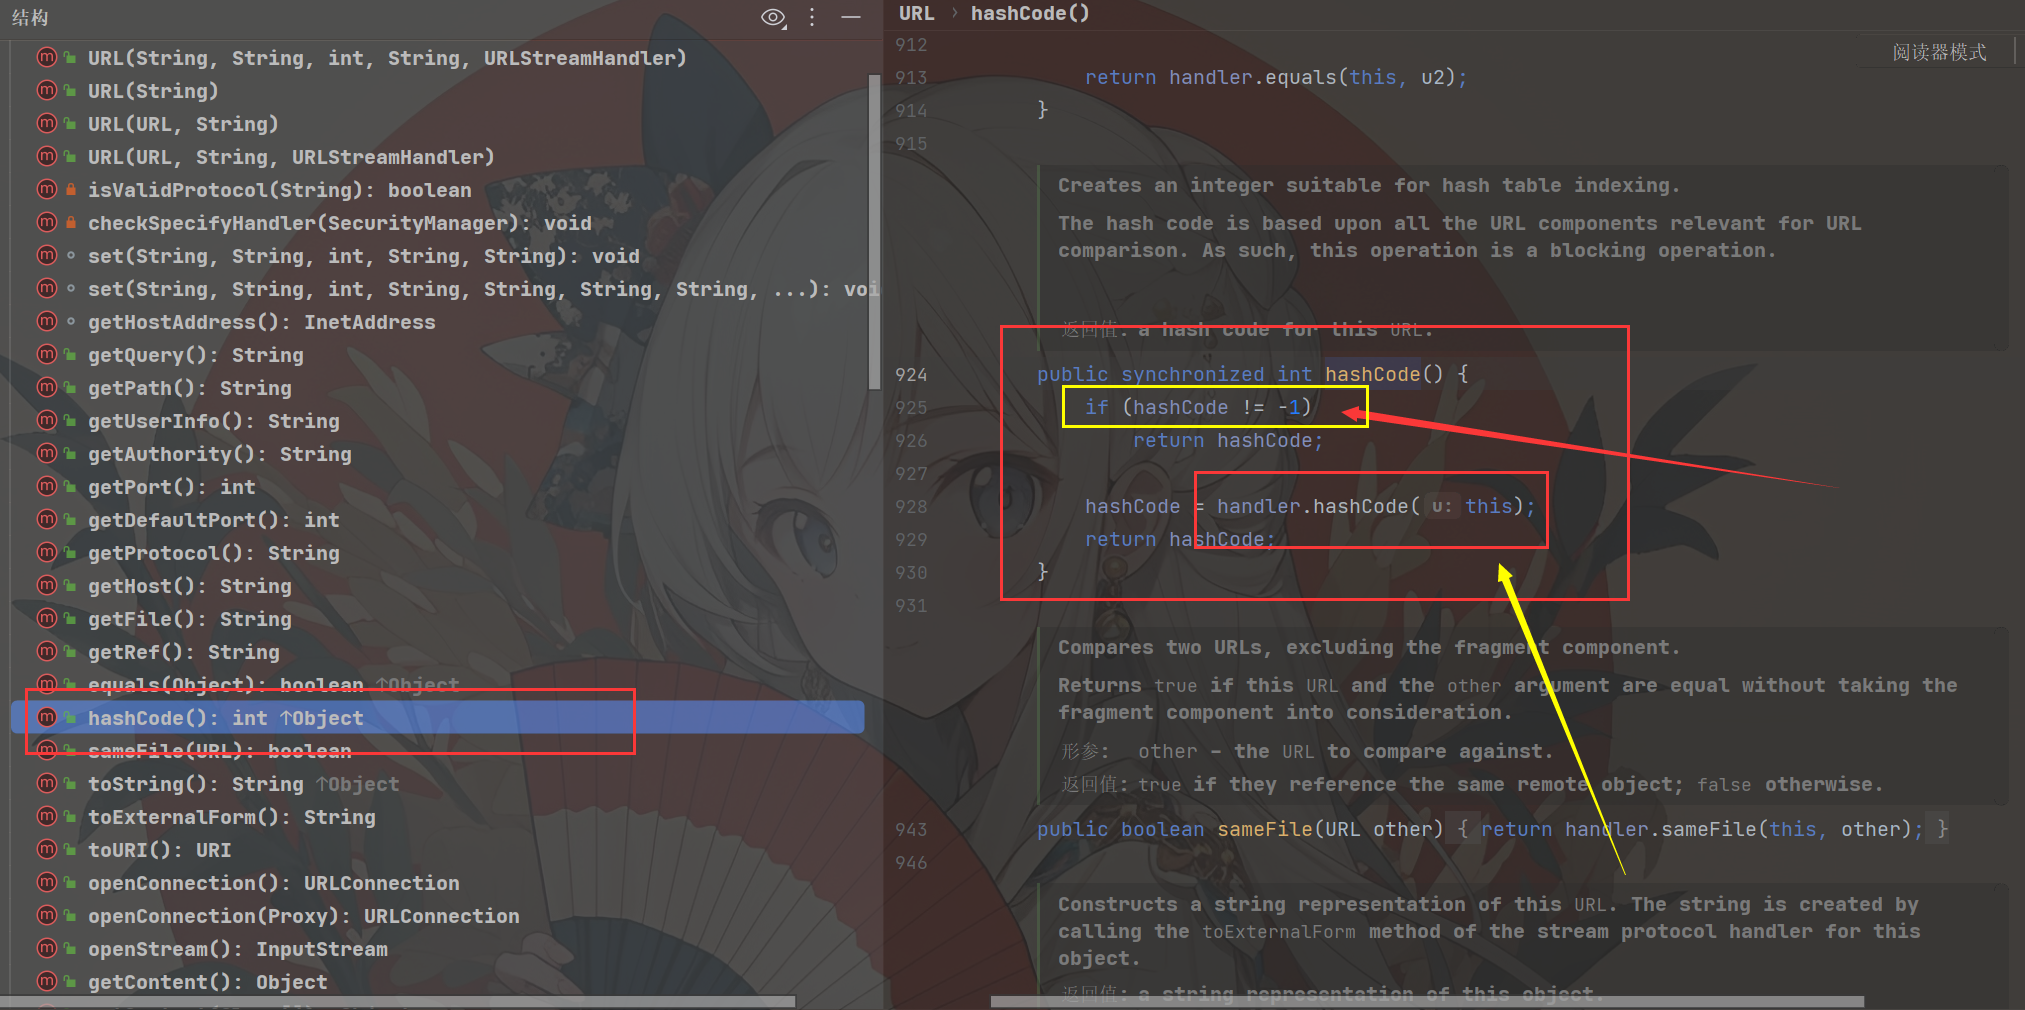 结构
URL(String, String, int, String, URLStreamHandler)
URL(String)
URL(URL, String)
URL(URL, String, URLStreamHandler)
isValidProtocol(String): boolean
checkSpecifyHandler(SecurityManager): void
set(String, String, int, String, String): void
set(String, String, int, String, String, String, String, ...): voi
getHostAddress(): InetAddress
getQuery(): String
getPath(): String
getUserInfo(): String
getAuthority(): String
getPort(): int
getDefaultPort(): int
getProtocol(): String
getHost(): String
getFile(): String
getRef(): String
equals(Object): boolean ↑Object
hashCode(): int ↑Object
sameFile(URL): boolean
toString(): String ↑Object
toExternalForm(): String
toURI(): URI
openConnection(): URLConnection
openConnection(Proxy): URLConnection
openStream(): InputStream
getContent(): Object
URL › hashCode()
阅读器模式
912
913 return handler.equals(this, u2);
914 }
915
Creates an integer suitable for hash table indexing.
The hash code is based upon all the URL components relevant for URL
comparison. As such, this operation is a blocking operation.
返回值: a hash code for this URL.
924 public synchronized int hashCode() {
925 if (hashCode != -1)
926 return hashCode;
927
928 hashCode = handler.hashCode( u: this);
929 return hashCode;
930 }
931
Compares two URLs, excluding the fragment component.
Returns true if this URL and the other argument are equal without taking the
fragment component into consideration.
形参: other – the URL to compare against.
返回值: true if they reference the same remote object; false otherwise.
943 public boolean sameFile(URL other) { return handler.sameFile(this, other); }
946
Constructs a string representation of this URL. The string is created by
calling the toExternalForm method of the stream protocol handler for this
object.
返回值: a string representation of this object.